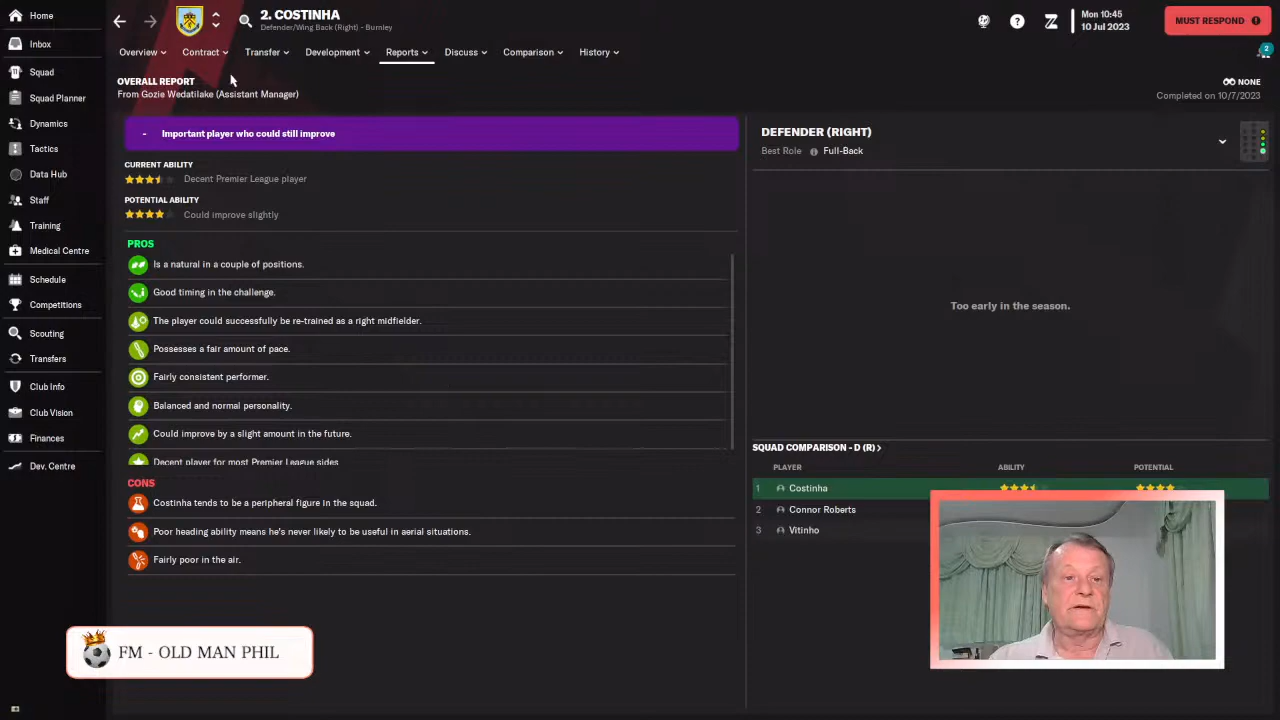 Home
2. COSTINHA
Defender/Wing Back (Right) - Burnley
Z
Mon 10:45
10 Jul 2023
MUST RESPOND
Inbox
Squad
Squad Planner
Dynamics
Tactics
Data Hub
Staff
Training
Medical Centre
Schedule
Competitions
Scouting
Transfers
Club Info
Club Vision
Finances
Dev. Centre
Overview
Contract
Transfer
Development
Reports
Discuss
Comparison
History
2
OVERALL REPORT
From Gozie Wedatilake (Assistant Manager)
NONE
Completed on 10/7/2023
- Important player who could still improve
CURRENT ABILITY
Decent Premier League player
POTENTIAL ABILITY
Could improve slightly
PROS
Is a natural in a couple of positions.
Good timing in the challenge.
The player could successfully be re-trained as a right midfielder.
Possesses a fair amount of pace.
Fairly consistent performer.
Balanced and normal personality.
Could improve by a slight amount in the future.
Decent player for most Premier League sides
CONS
Costinha tends to be a peripheral figure in the squad.
Poor heading ability means he's never likely to be useful in aerial situations.
Fairly poor in the air.
DEFENDER (RIGHT)
Best Role Full-Back
Too early in the season.
SQUAD COMPARISON - D (R) >
PLAYER ABILITY POTENTIAL
1 Costinha
2 Connor Roberts
3 Vitinho
FM - OLD MAN PHIL